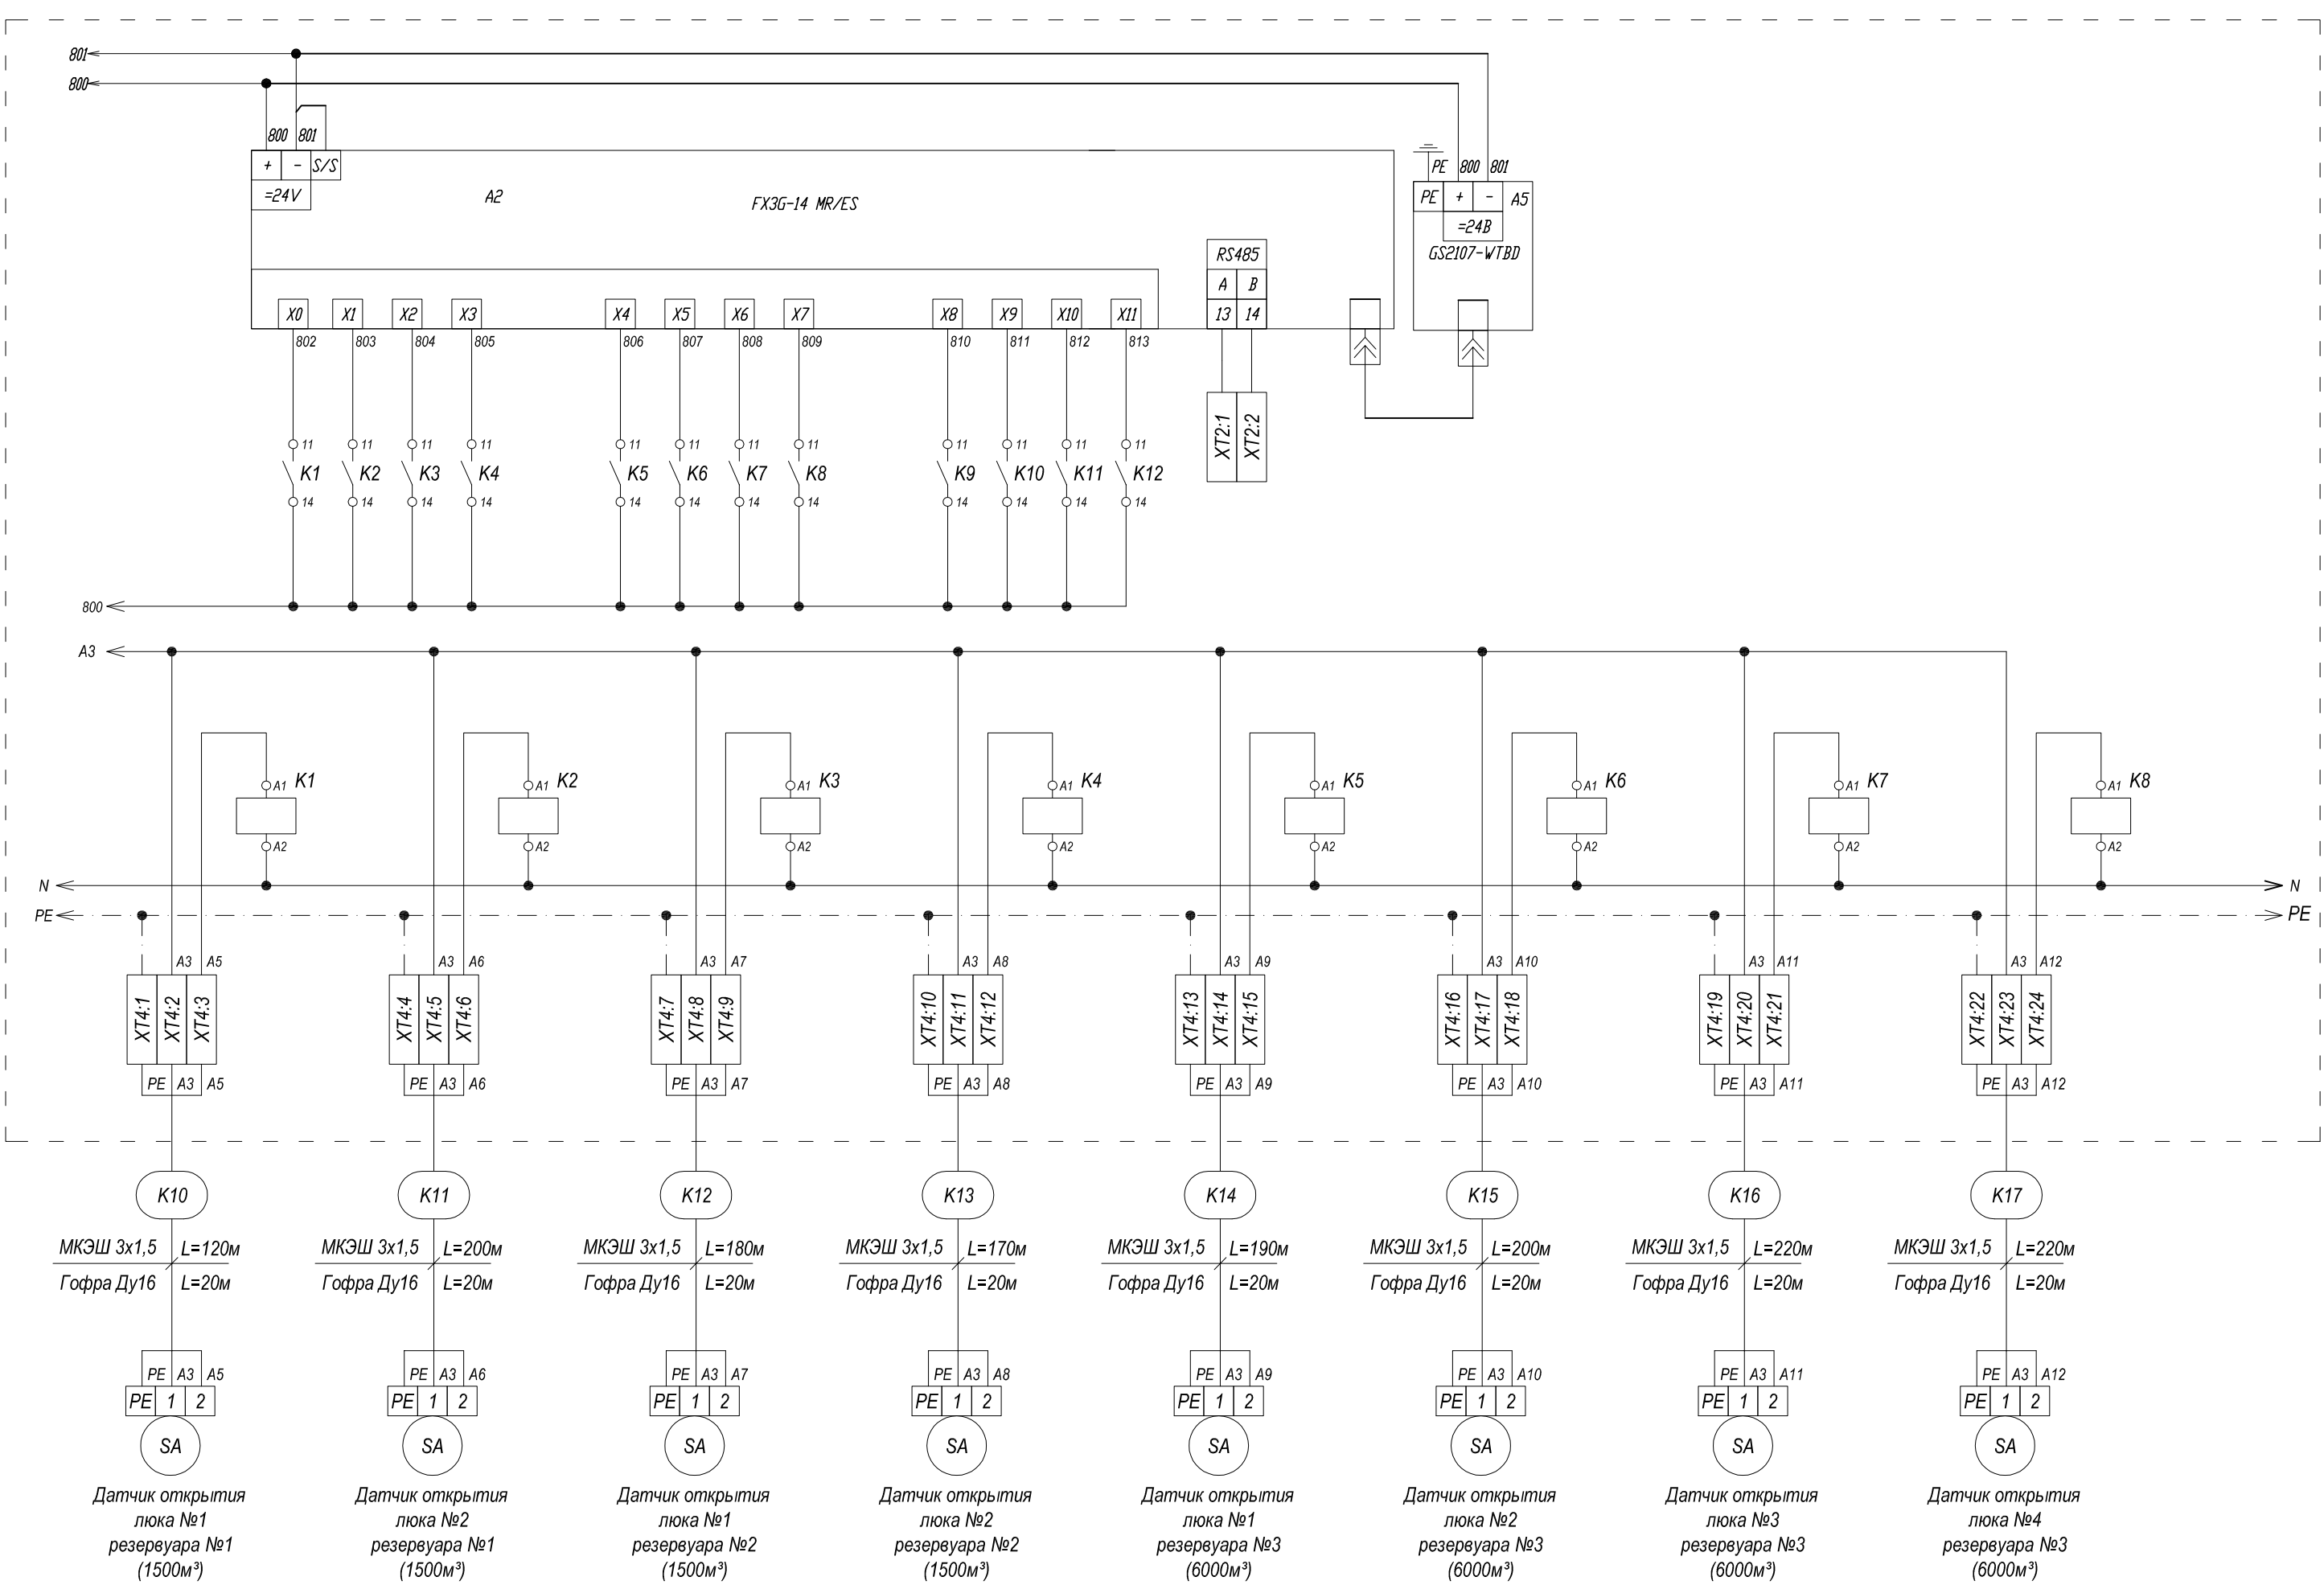 801
800
800 801
+ - S/S
=24V
A2
FX3G-14 MR/ES
PE 800 801
PE + - A5
=24В
GS2107-WTBD
RS485
A B
13 14
X0 X1 X2 X3 X4 X5 X6 X7 X8 X9 X10 X11
802 803 804 805 806 807 808 809 810 811 812 813
XT2:1 XT2:2
11 11 11 11 11 11 11 11 11 11 11 11
K1 K2 K3 K4 K5 K6 K7 K8 K9 K10 K11 K12
14 14 14 14 14 14 14 14 14 14 14 14
800
A3
A1 K1 A1 K2 A1 K3 A1 K4 A1 K5 A1 K6 A1 K7 A1 K8
A2 A2 A2 A2 A2 A2 A2 A2
N N
PE PE
A3 A5 A3 A6 A3 A7 A3 A8 A3 A9 A3 A10 A3 A11 A3 A12
XT4:1 XT4:2 XT4:3 XT4:4 XT4:5 XT4:6 XT4:7 XT4:8 XT4:9 XT4:10 XT4:11 XT4:12 XT4:13 XT4:14 XT4:15 XT4:16 XT4:17 XT4:18 XT4:19 XT4:20 XT4:21 XT4:22 XT4:23 XT4:24
PE A3 A5 PE A3 A6 PE A3 A7 PE A3 A8 PE A3 A9 PE A3 A10 PE A3 A11 PE A3 A12
K10 K11 K12 K13 K14 K15 K16 K17
МКЭШ 3х1,5 L=120м МКЭШ 3х1,5 L=200м МКЭШ 3х1,5 L=180м МКЭШ 3х1,5 L=170м МКЭШ 3х1,5 L=190м МКЭШ 3х1,5 L=200м МКЭШ 3х1,5 L=220м МКЭШ 3х1,5 L=220м
Гофра Ду16 L=20м Гофра Ду16 L=20м Гофра Ду16 L=20м Гофра Ду16 L=20м Гофра Ду16 L=20м Гофра Ду16 L=20м Гофра Ду16 L=20м Гофра Ду16 L=20м
PE A3 A5 PE A3 A6 PE A3 A7 PE A3 A8 PE A3 A9 PE A3 A10 PE A3 A11 PE A3 A12
PE 1 2 PE 1 2 PE 1 2 PE 1 2 PE 1 2 PE 1 2 PE 1 2 PE 1 2
SA SA SA SA SA SA SA SA
Датчик открытия
люка №1
резервуара №1
(1500м³)
Датчик открытия
люка №2
резервуара №1
(1500м³)
Датчик открытия
люка №1
резервуара №2
(1500м³)
Датчик открытия
люка №2
резервуара №2
(1500м³)
Датчик открытия
люка №1
резервуара №3
(6000м³)
Датчик открытия
люка №2
резервуара №3
(6000м³)
Датчик открытия
люка №3
резервуара №3
(6000м³)
Датчик открытия
люка №4
резервуара №3
(6000м³)